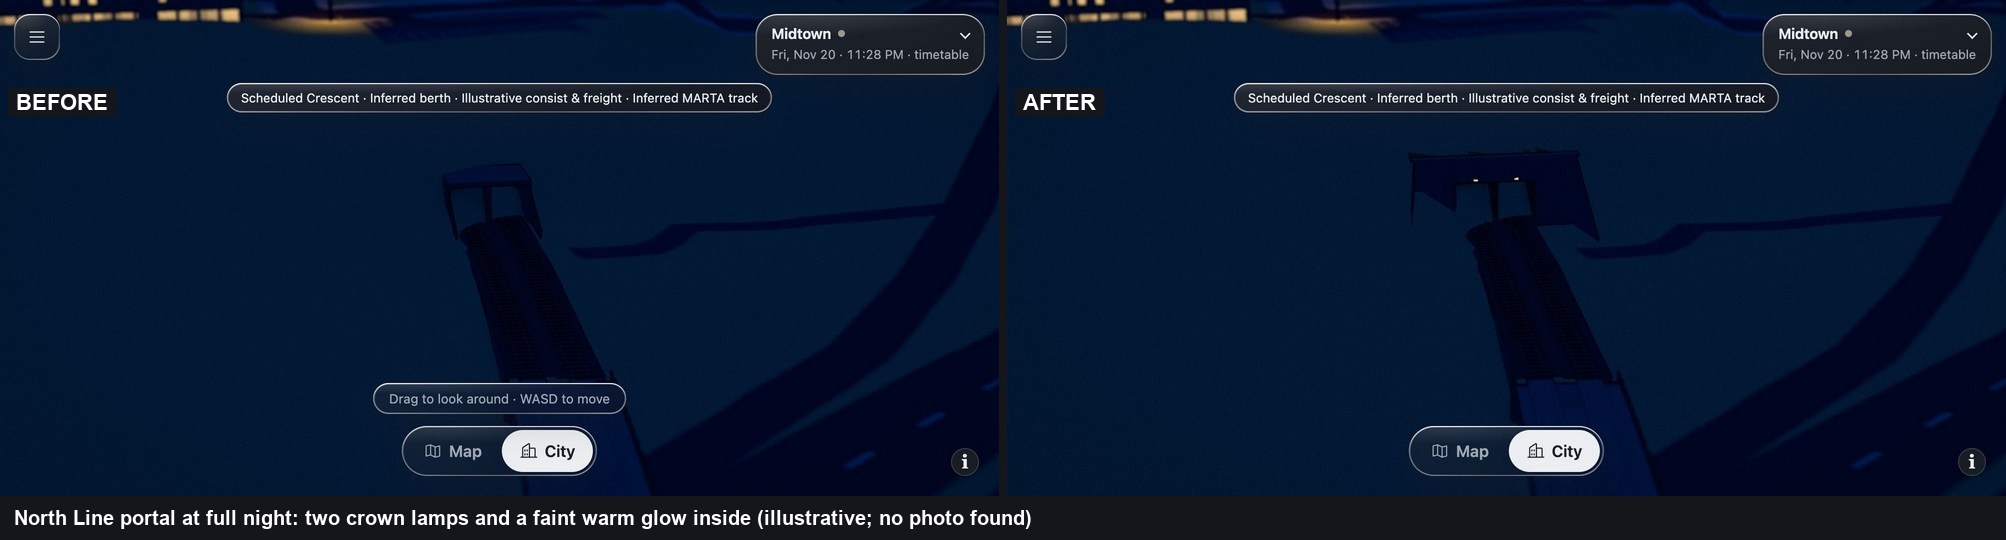 Midtown
Fri, Nov 20 · 11:28 PM · timetable
BEFORE
Scheduled Crescent · Inferred berth · Illustrative consist & freight · Inferred MARTA track
Drag to look around · WASD to move
Map
City
i
Midtown
Fri, Nov 20 · 11:28 PM · timetable
AFTER
Scheduled Crescent · Inferred berth · Illustrative consist & freight · Inferred MARTA track
Map
City
i
North Line portal at full night: two crown lamps and a faint warm glow inside (illustrative; no photo found)